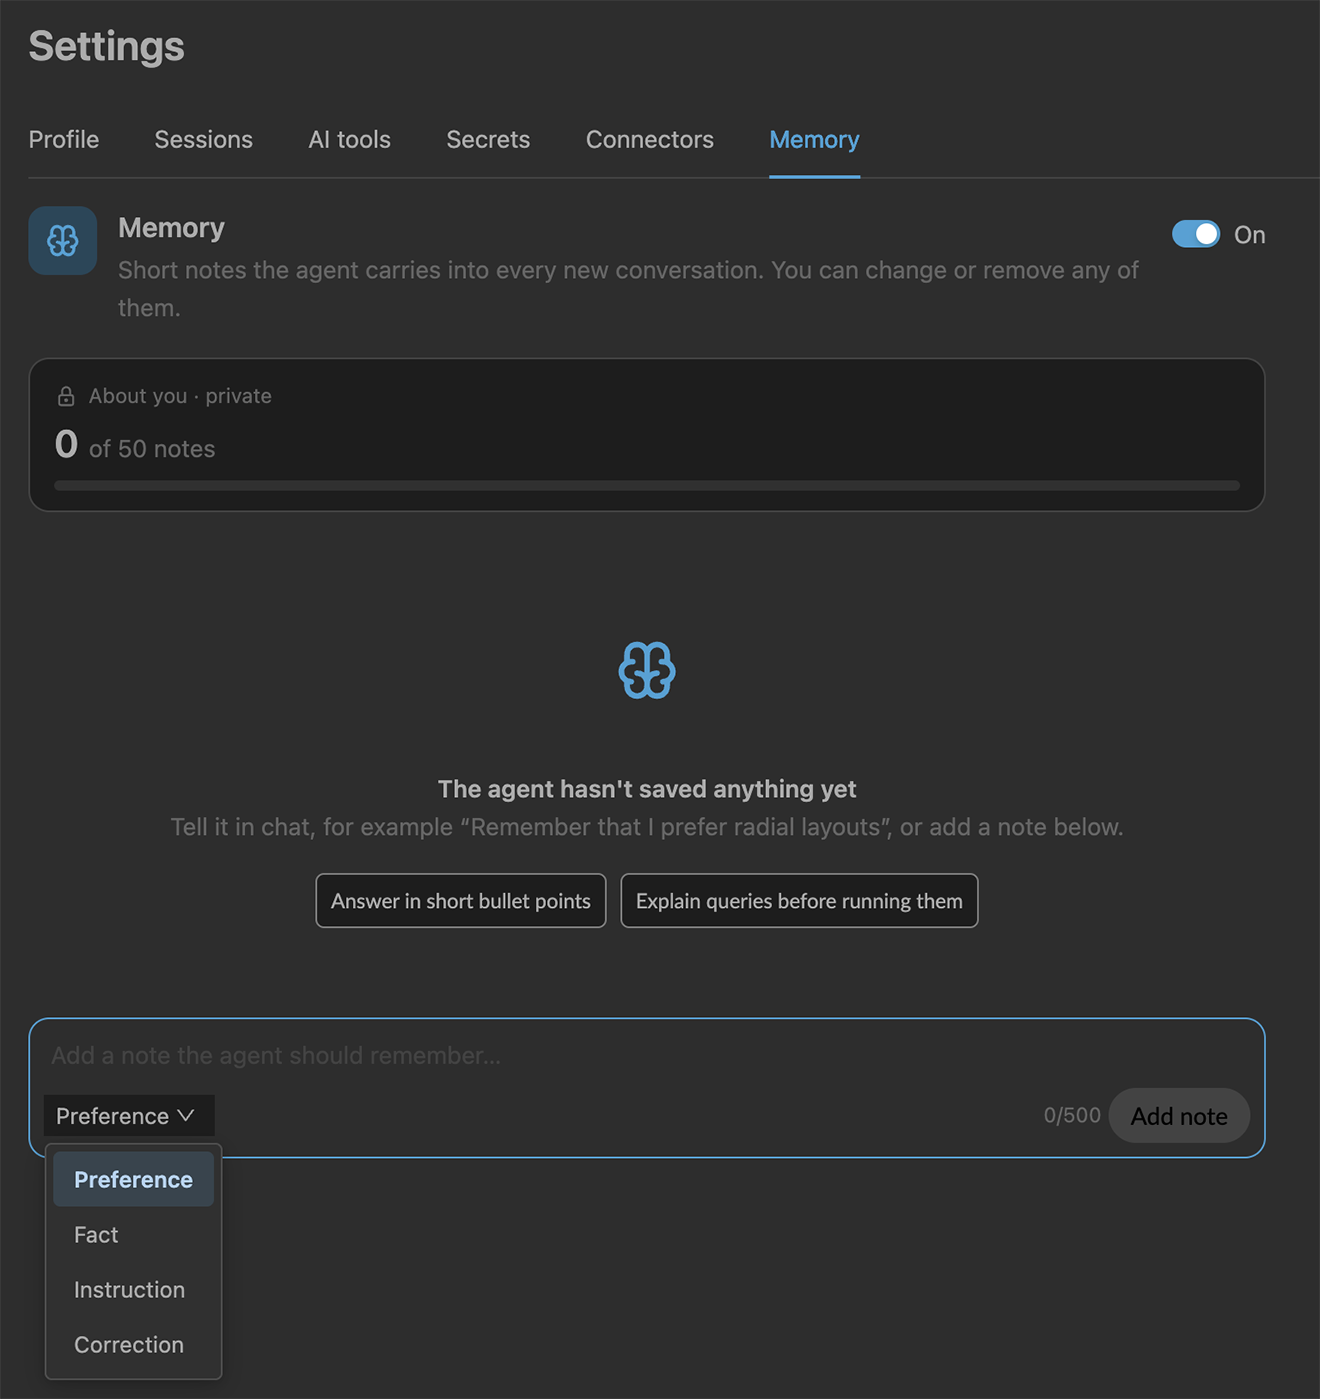 Settings
Profile Sessions AI tools Secrets Connectors Memory
Memory
On
Short notes the agent carries into every new conversation. You can change or remove any of
them.
About you · private
0 of 50 notes
The agent hasn't saved anything yet
Tell it in chat, for example “Remember that I prefer radial layouts”, or add a note below.
Answer in short bullet points
Explain queries before running them
Add a note the agent should remember...
Preference
0/500
Add note
Preference
Fact
Instruction
Correction